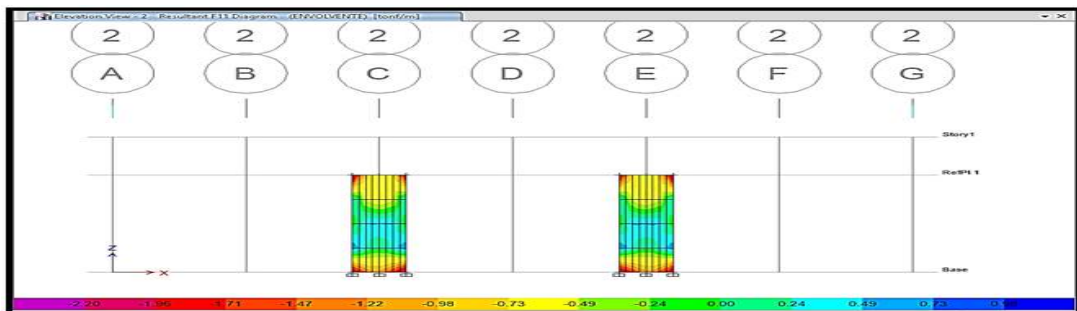 Elevation View - 2 - Resultant F11 Diagram (ENVOLVENTE) [tonf/m]
2 2 2 2 2 2 2
A B C D E F G
Story1
RefPl 1
Z
X
Base
-2.20 -1.96 -1.71 -1.47 -1.22 -0.98 -0.73 -0.49 -0.24 0.00 0.24 0.49 0.73